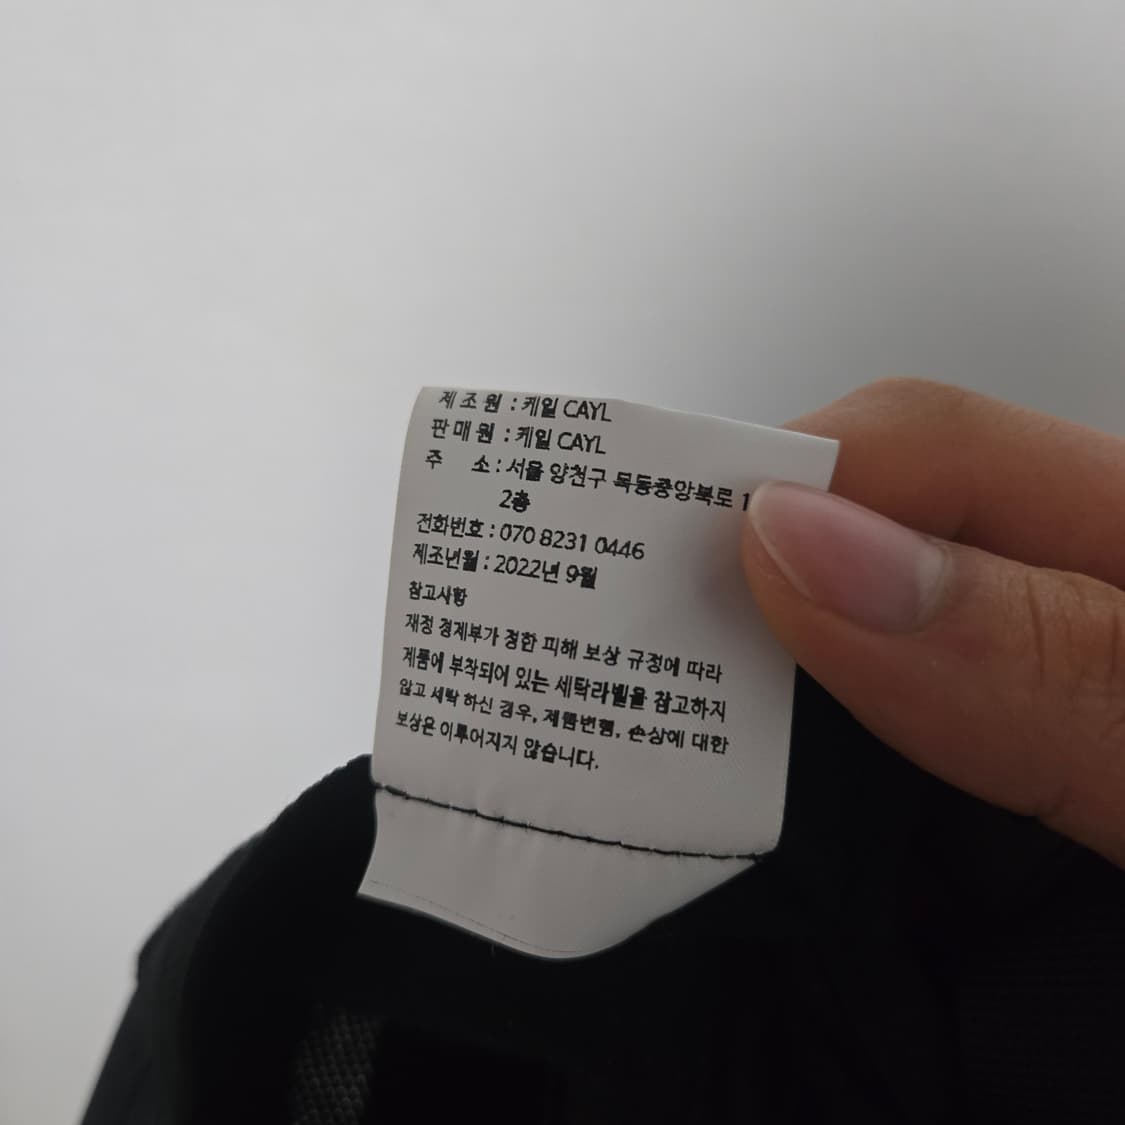 제 조 원 : 케일 CAYL
판 매 원 : 케일 CAYL
주 소 : 서울 양천구 목동중앙북로 1
2층
전화번호 : 070 8231 0446
제조년월 : 2022년 9월
참고사항
재정 경제부가 정한 피해 보상 규정에 따라
제품에 부착되어 있는 세탁라벨을 참고하지
않고 세탁 하신 경우, 제품변형, 손상에 대한
보상은 이루어지지 않습니다.